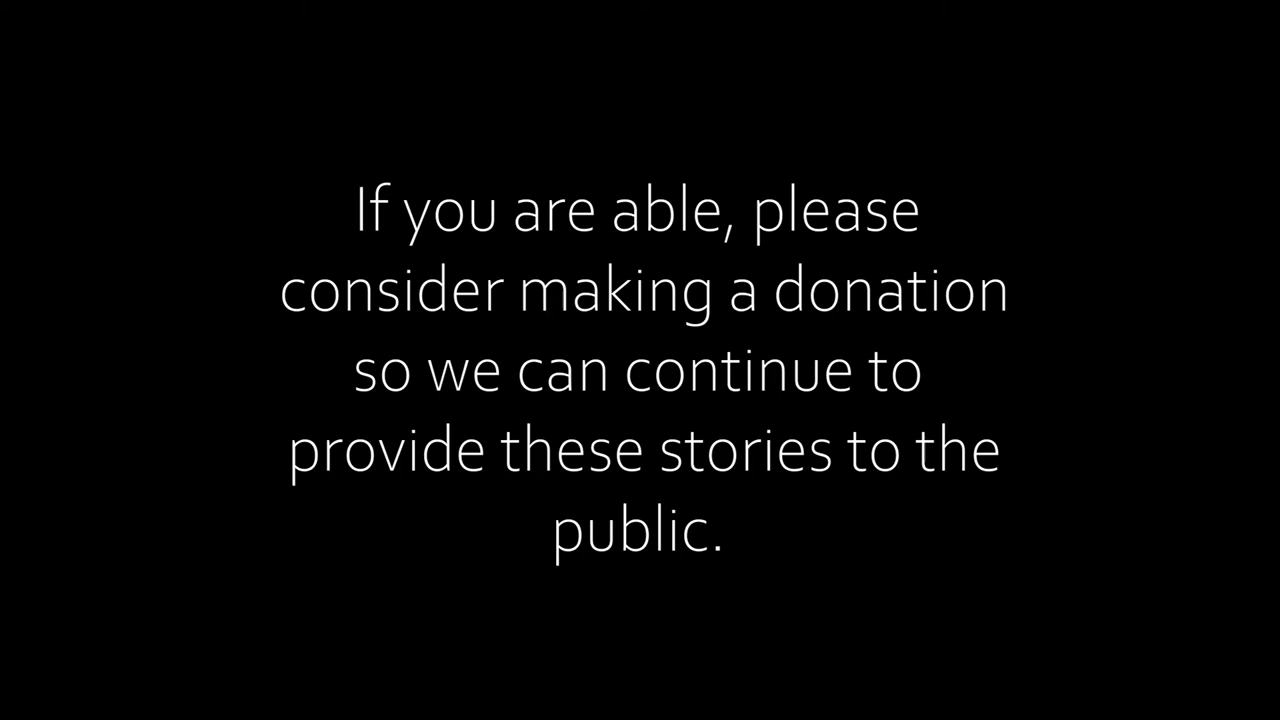 If you are able, please
consider making a donation
so we can continue to
provide these stories to the
public.